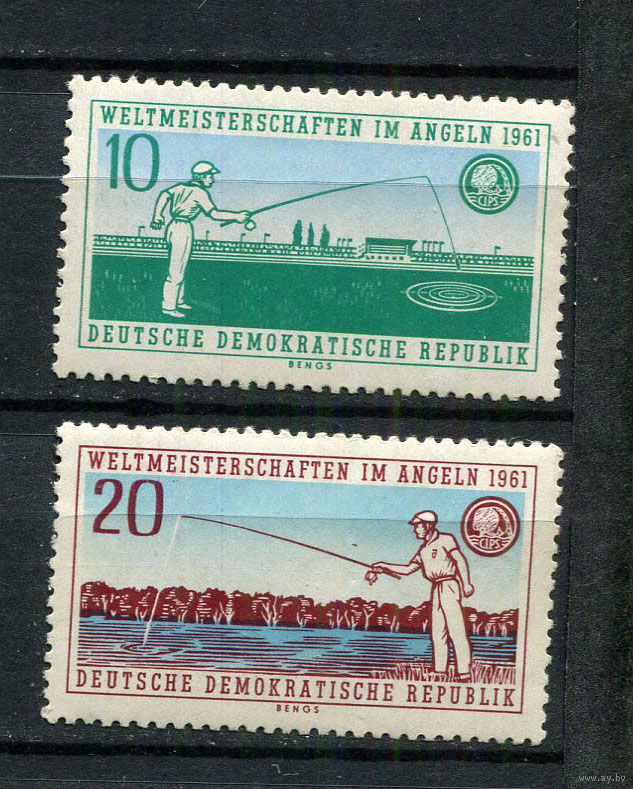 WELTMEISTERSCHAFTEN IM ANGELN 1961
10
CIPS
DEUTSCHE DEMOKRATISCHE REPUBLIK
BENGS
WELTMEISTERSCHAFTEN IM ANGELN 1961
20
CIPS
DEUTSCHE DEMOKRATISCHE REPUBLIK
BENGS
www.ay.by